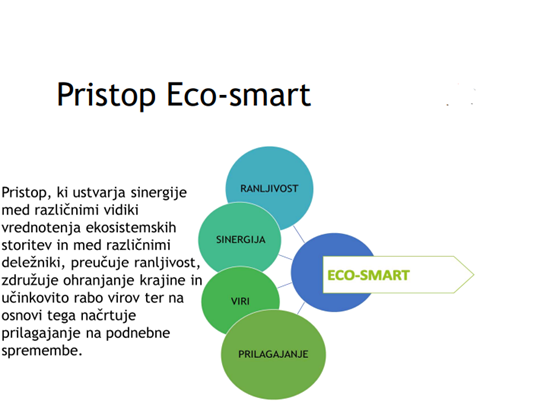 Pristop Eco-smart
Pristop, ki ustvarja sinergije
med različnimi vidiki
vrednotenja ekosistemskih
storitev in med različnimi
deležniki, preučuje ranljivost,
združuje ohranjanje krajine in
učinkovito rabo virov ter na
osnovi tega načrtuje
prilagajanje na podnebne
spremembe.
RANLJIVOST
SINERGIJA
VIRI
PRILAGAJANJE
ECO-SMART